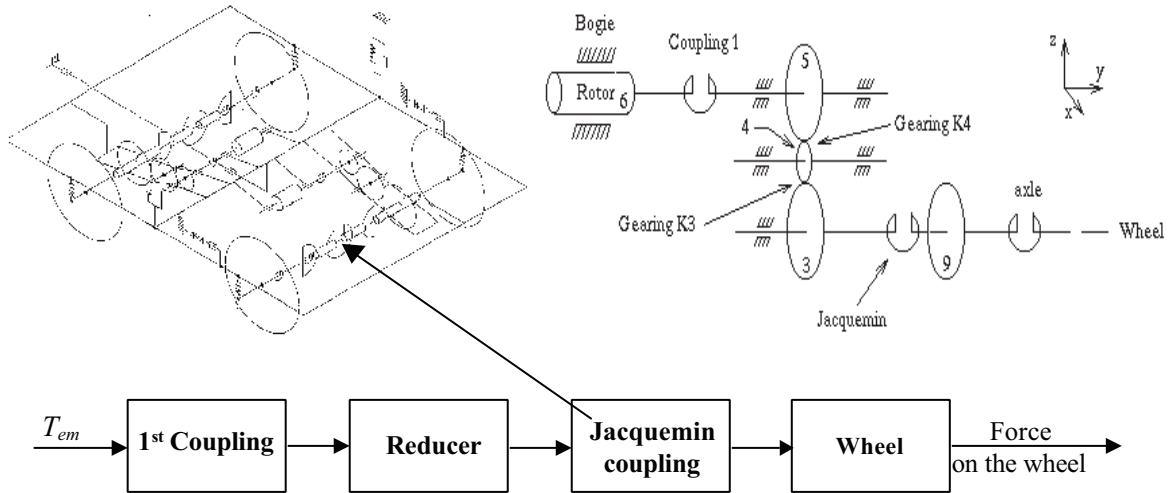 Bogie
Coupling 1
Rotor 6
5
4
Gearing K4
z
y
x
Gearing K3
axle
Wheel
3
9
Jacquemin
T_em
1st Coupling
Reducer
Jacquemin
coupling
Wheel
Force
on the wheel